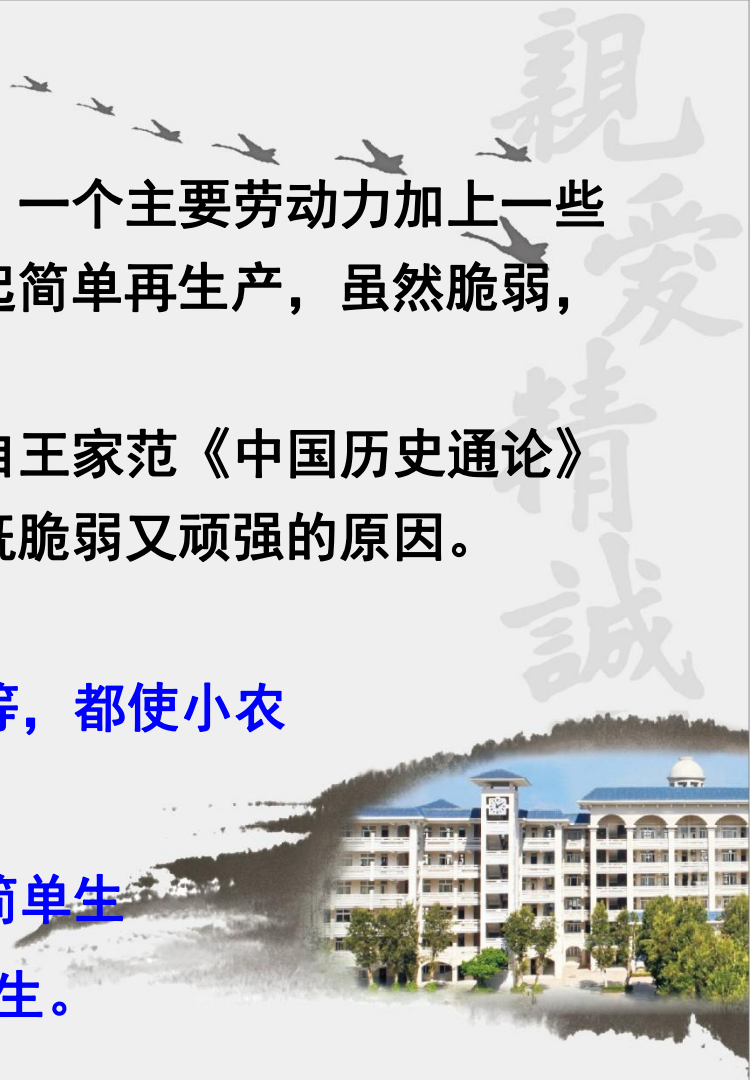 一个主要劳动力加上一些
起简单再生产，虽然脆弱，
自王家范《中国历史通论》
既脆弱又顽强的原因。
等，都使小农
简单生
生。
親
愛
精
誠